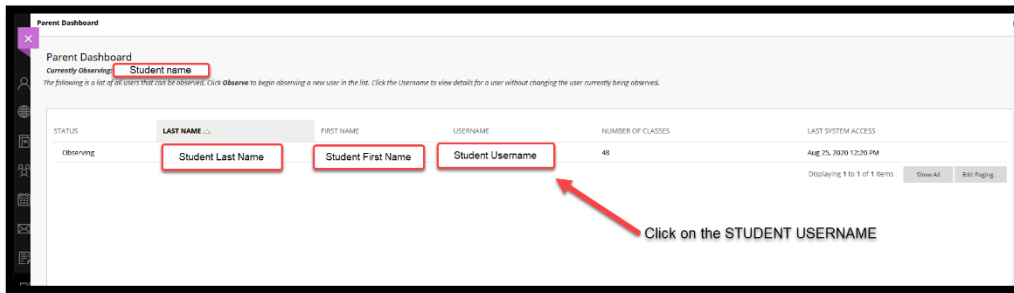 Parent Dashboard
Parent Dashboard
Currently Observing: Student name
The following is a list of all users that can be observed. Click Observe to begin observing a new user in the list. Click the Username to view details for a user without changing the user currently being observed.
STATUS LAST NAME FIRST NAME USERNAME NUMBER OF CLASSES LAST SYSTEM ACCESS
Observing Student Last Name Student First Name Student Username 48 Aug 25, 2020 12:20 PM
Displaying 1 to 1 of 1 items Show All Edit Paging...
Click on the STUDENT USERNAME